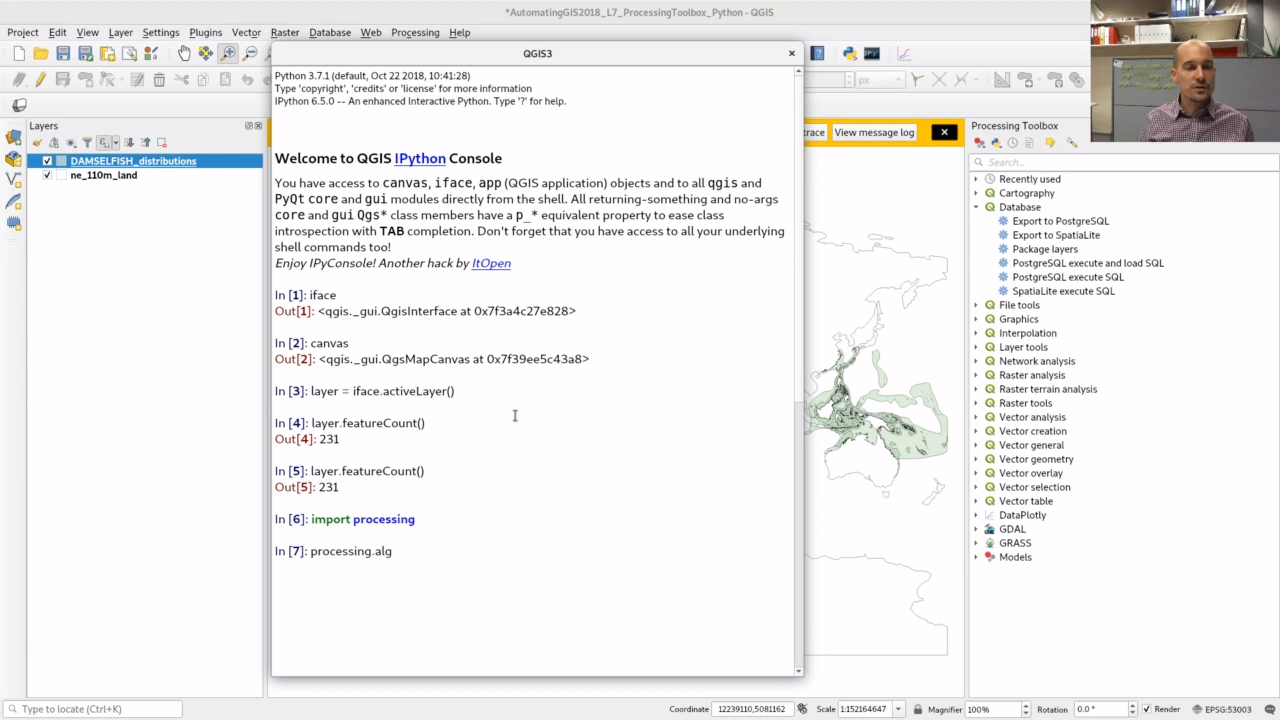 *AutomatingGIS2018_L7_ProcessingToolbox_Python - QGIS
Project Edit View Layer Settings Plugins Vector Raster Database Web Processing Help
QGIS3
px
Python 3.7.1 (default, Oct 22 2018, 10:41:28)
Type 'copyright', 'credits' or 'license' for more information
IPython 6.5.0 -- An enhanced Interactive Python. Type '?' for help.
Layers
trace
View message log
Processing Toolbox
Search...
DAMSELFISH_distributions
ne_110m_land
Welcome to QGIS IPython Console
You have access to canvas, iface, app (QGIS application) objects and to all qgis and
PyQt core and gui modules directly from the shell. All returning-something and no-args
core and gui Qgs* class members have a p_* equivalent property to ease class
introspection with TAB completion. Don't forget that you have access to all your underlying
shell commands too!
Enjoy IPyConsole! Another hack by ItOpen
In [1]: iface
Out[1]: <qgis._gui.QgisInterface at 0x7f3a4c27e828>
In [2]: canvas
Out[2]: <qgis._gui.QgsMapCanvas at 0x7f39ee5c43a8>
In [3]: layer = iface.activeLayer()
In [4]: layer.featureCount()
Out[4]: 231
In [5]: layer.featureCount()
Out[5]: 231
In [6]: import processing
In [7]: processing.alg
Recently used
Cartography
Database
Export to PostgreSQL
Export to SpatiaLite
Package layers
PostgreSQL execute and load SQL
PostgreSQL execute SQL
SpatiaLite execute SQL
File tools
Graphics
Interpolation
Layer tools
Network analysis
Raster analysis
Raster terrain analysis
Raster tools
Vector analysis
Vector creation
Vector general
Vector geometry
Vector overlay
Vector selection
Vector table
DataPlotly
GDAL
GRASS
Models
Type to locate (Ctrl+K)
Coordinate 12239110,5081162 Scale 1:152164647 Magnifier 100% Rotation 0.0 ° Render EPSG:53003